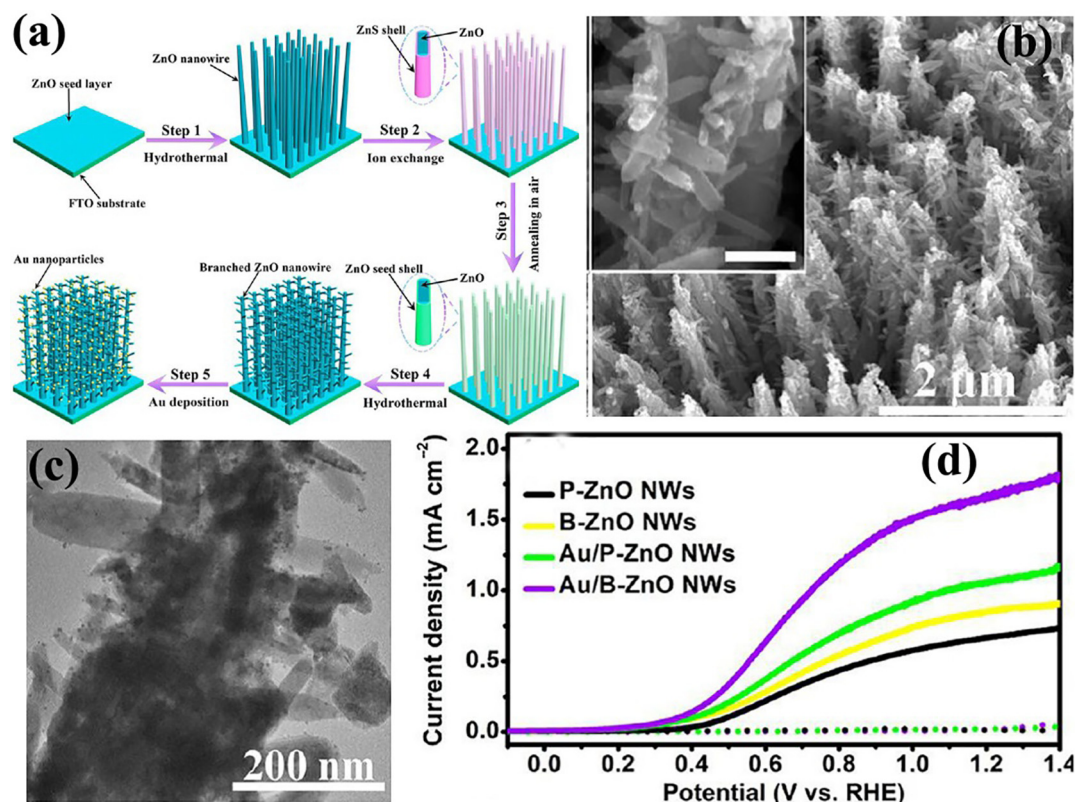 (a)
ZnO seed layer
FTO substrate
Step 1
Hydrothermal
ZnO nanowire
Step 2
Ion exchange
ZnS shell
ZnO
Step 3
Annealing in air
ZnO seed shell
ZnO
Step 4
Hydrothermal
Branched ZnO nanowire
Step 5
Au deposition
Au nanoparticles
(b)
2 μm
(c)
200 nm
(d)
Current density (mA cm⁻²)
2.0
1.5
1.0
0.5
0.0
P-ZnO NWs
B-ZnO NWs
Au/P-ZnO NWs
Au/B-ZnO NWs
0.0 0.2 0.4 0.6 0.8 1.0 1.2 1.4
Potential (V vs. RHE)